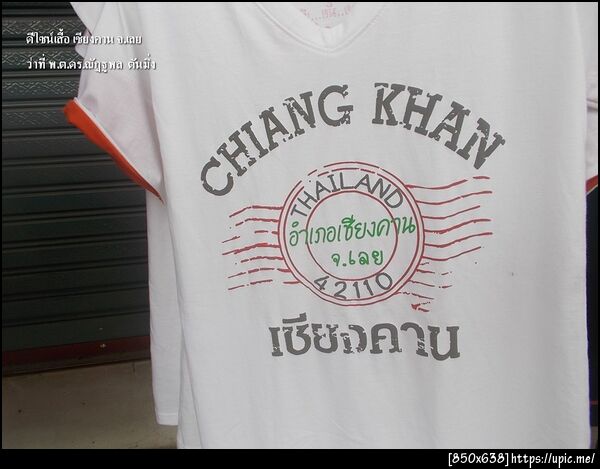 ดีไซน์เสื้อ เชียงคาน จ.เลย
ว่าที่ พ.ต.ดร.ณัฏฐพล ตันมิ่ง
CHIANG KHAN
THAILAND
อำเภอเชียงคาน
จ.เลย
42110
เชียงคาน
[850x638] https://upic.me/